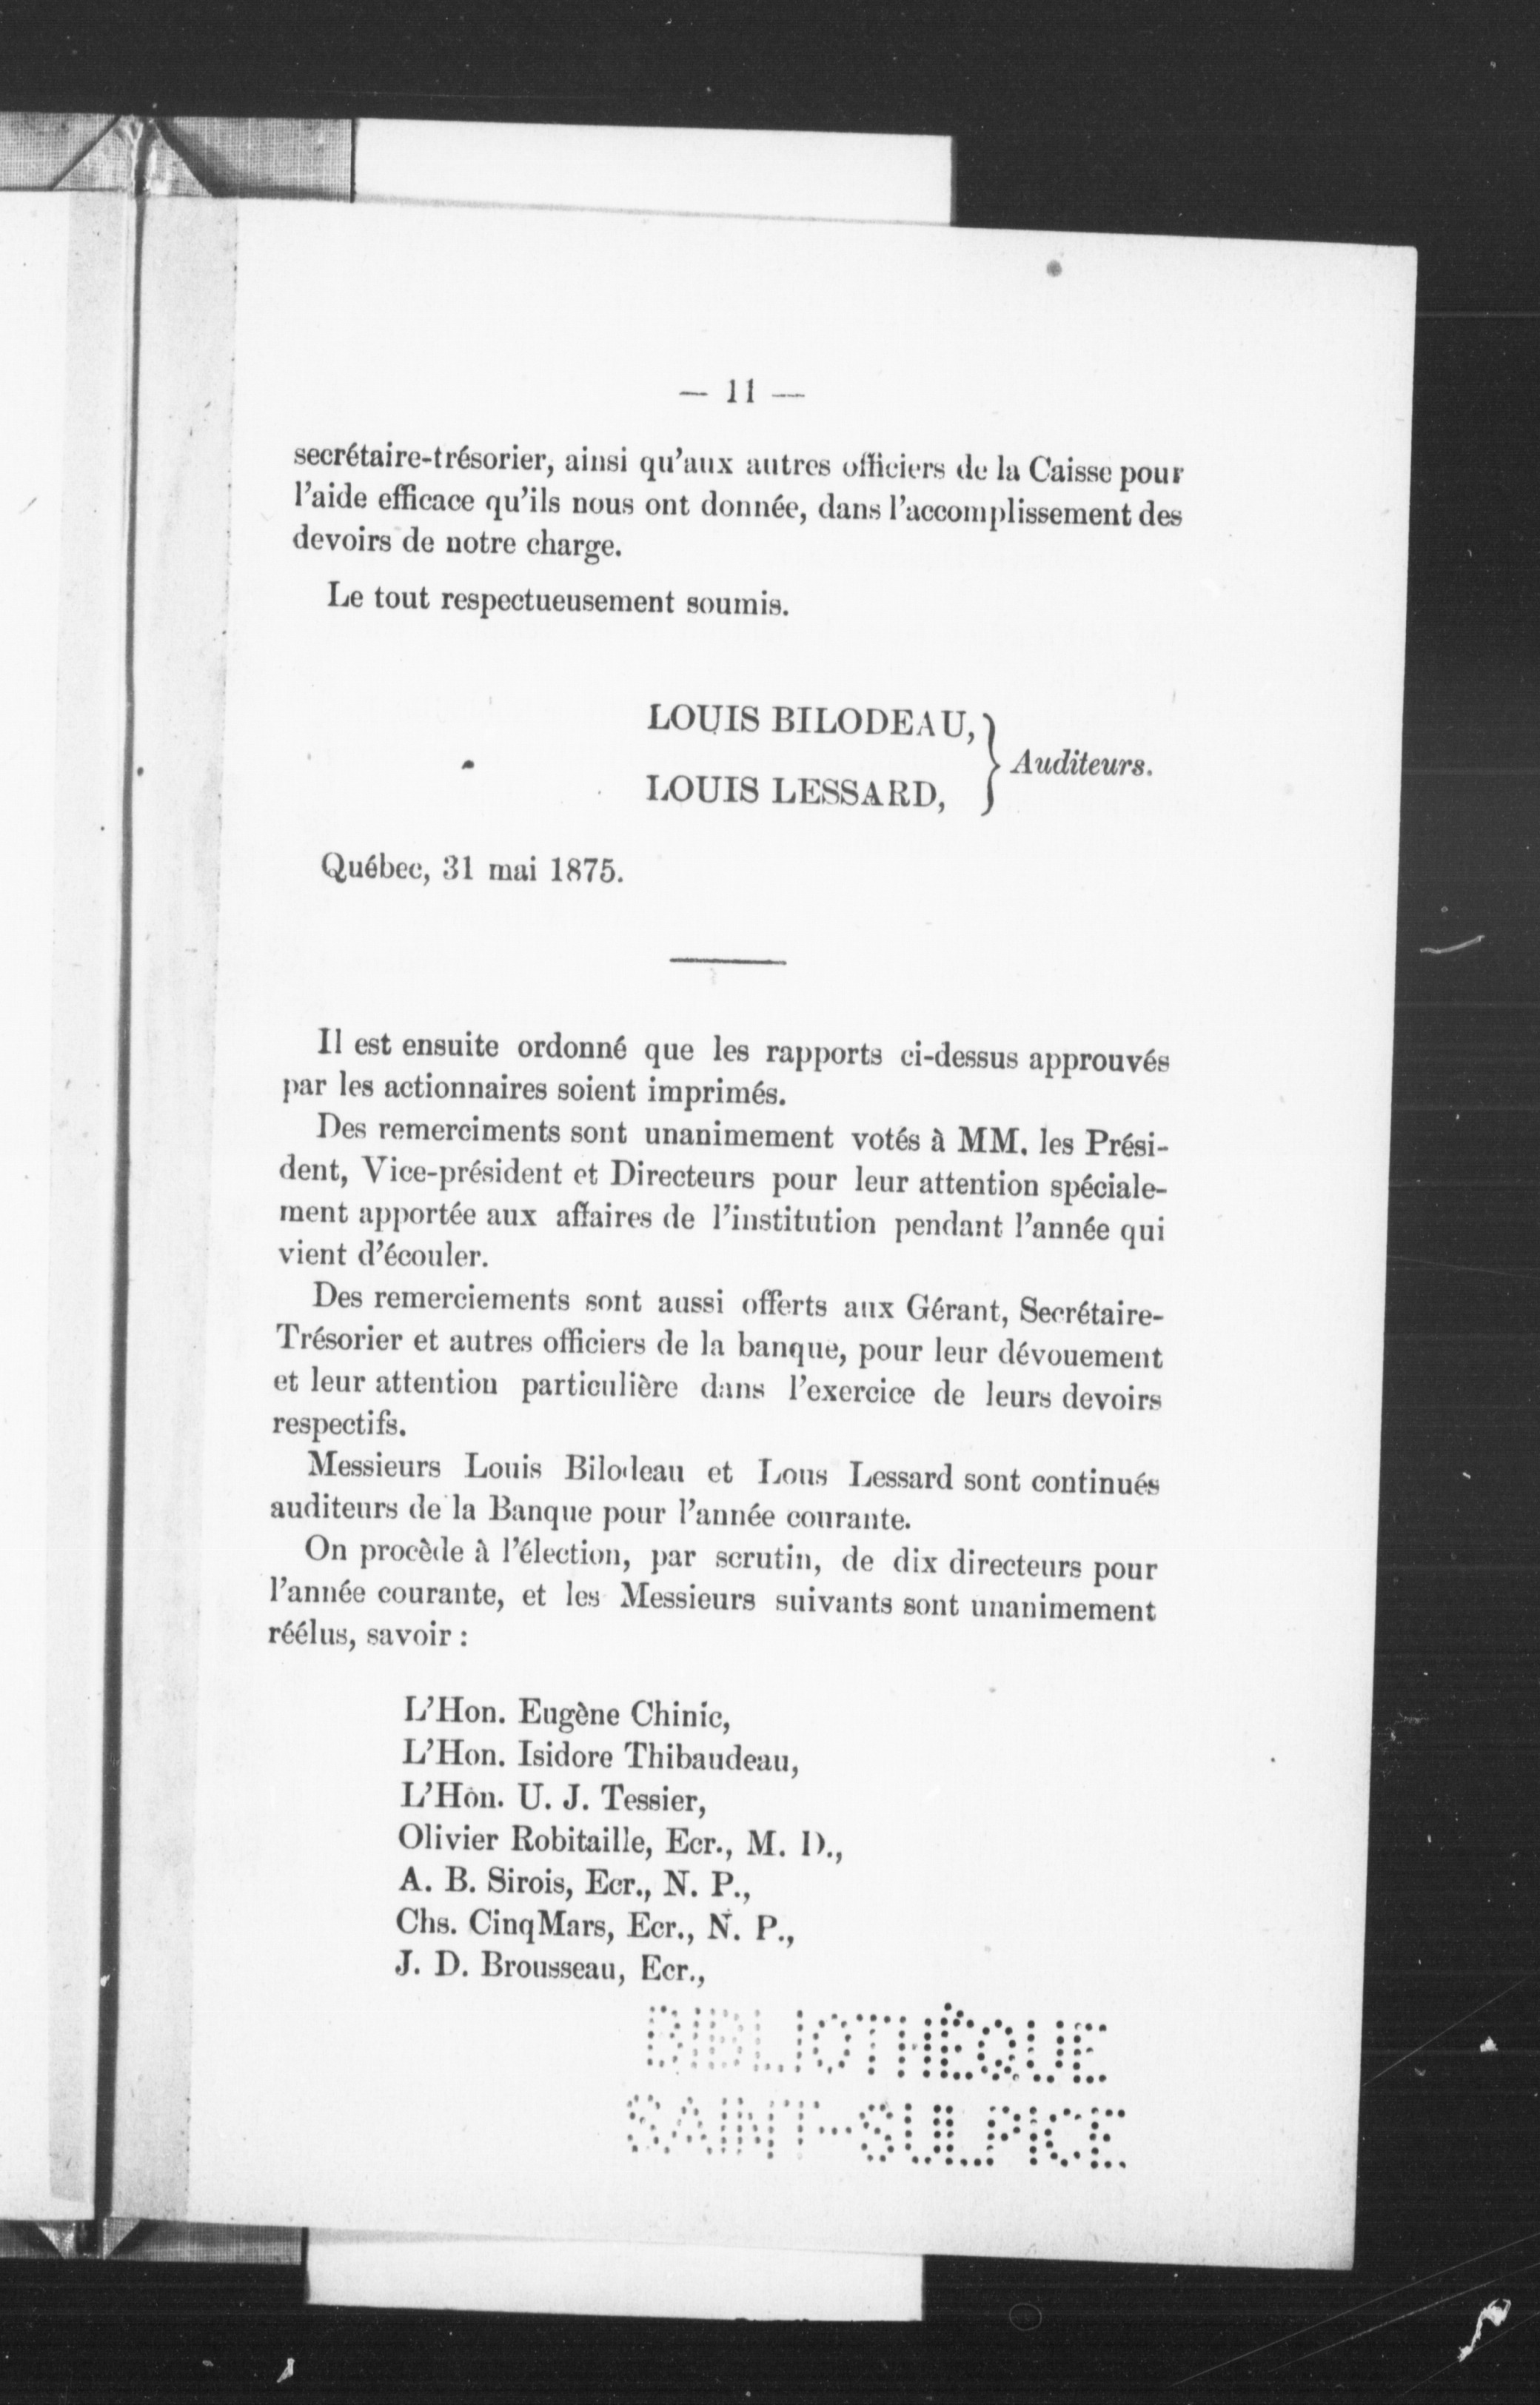 — 11 —
secrétaire-trésorier, ainsi qu'aux autres officiers de la Caisse pour
l'aide efficace qu'ils nous ont donnée, dans l'accomplissement des
devoirs de notre charge.
Le tout respectueusement soumis.
LOUIS BILODEAU,
LOUIS LESSARD,
} Auditeurs.
Québec, 31 mai 1875.
Il est ensuite ordonné que les rapports ci-dessus approuvés
par les actionnaires soient imprimés.
Des remerciments sont unanimement votés à MM. les Prési-
dent, Vice-président et Directeurs pour leur attention spéciale-
ment apportée aux affaires de l'institution pendant l'année qui
vient d'écouler.
Des remerciements sont aussi offerts aux Gérant, Secrétaire-
Trésorier et autres officiers de la banque, pour leur dévouement
et leur attention particulière dans l'exercice de leurs devoirs
respectifs.
Messieurs Louis Bilodeau et Lous Lessard sont continués
auditeurs de la Banque pour l'année courante.
On procède à l'élection, par scrutin, de dix directeurs pour
l'année courante, et les Messieurs suivants sont unanimement
réélus, savoir :
L'Hon. Eugène Chinic,
L'Hon. Isidore Thibaudeau,
L'Hon. U. J. Tessier,
Olivier Robitaille, Ecr., M. D.,
A. B. Sirois, Ecr., N. P.,
Chs. CinqMars, Ecr., N. P.,
J. D. Brousseau, Ecr.,
BIBLIOTHÈQUE
SAINT-SULPICE